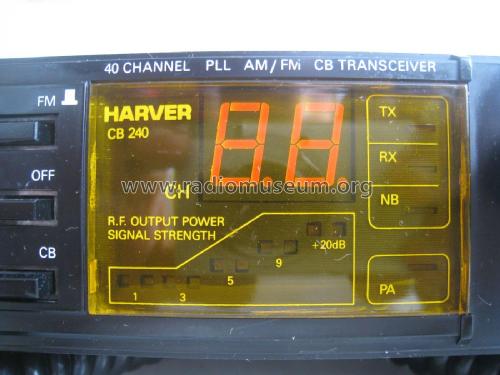 40 CHANNEL PLL AM/FMi CB TRANSCEIVER
FM
HARVER
CB 240
88.
TX
OFF
RX
www.radiomuseum.org
CH
NB
R.F. OUTPUT POWER
SIGNAL STRENGTH
CB
+20dB
9
5
1 3
PA